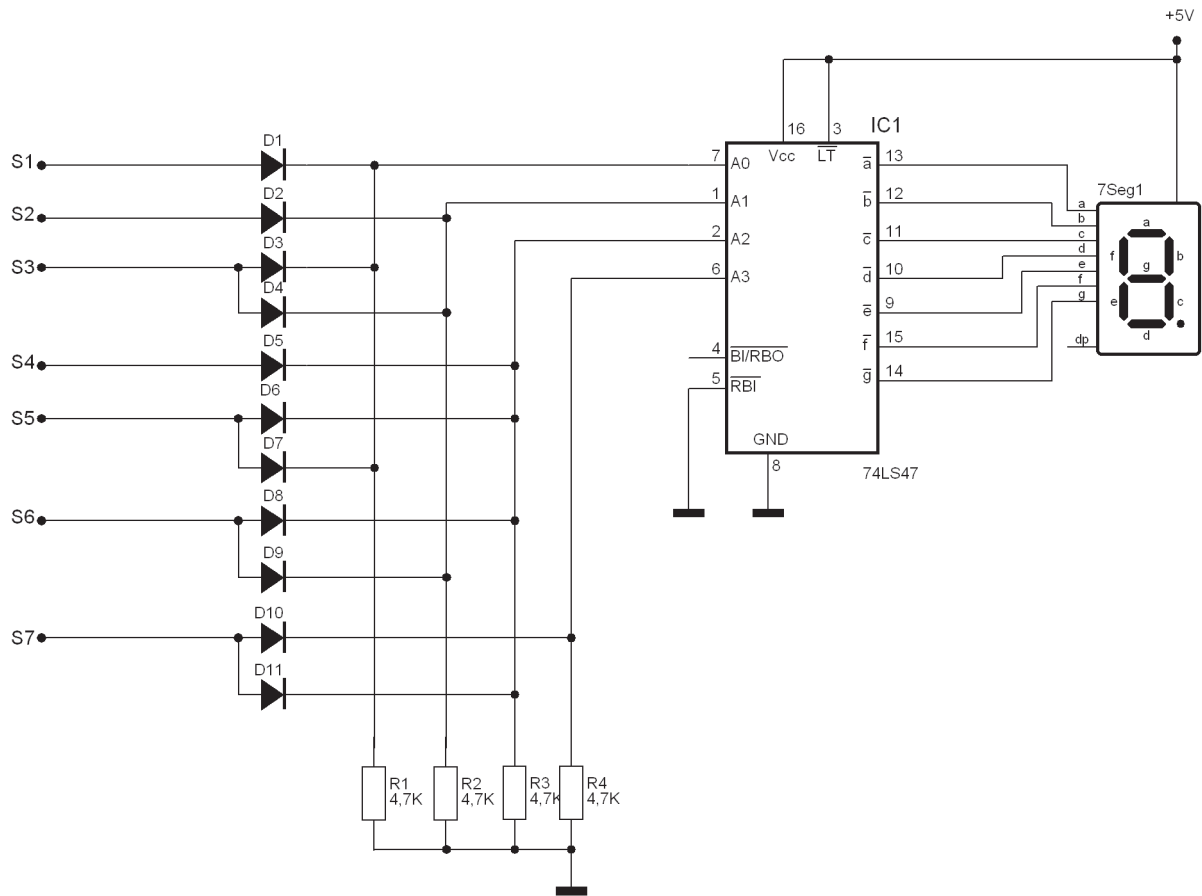 +5V
IC1
16
3
Vcc
LT
S1
D1
7
A0
a
13
S2
D2
1
A1
b
12
S3
D3
D4
2
A2
c
11
6
A3
d
10
e
9
S4
D5
4
BI/RBO
f
15
S5
D6
D7
5
RBI
g
14
GND
8
74LS47
S6
D8
D9
S7
D10
D11
7Seg1
a
b
c
d
e
f
g
dp
a
f
b
g
e
c
d
R1
4,7K
R2
4,7K
R3
4,7K
R4
4,7K